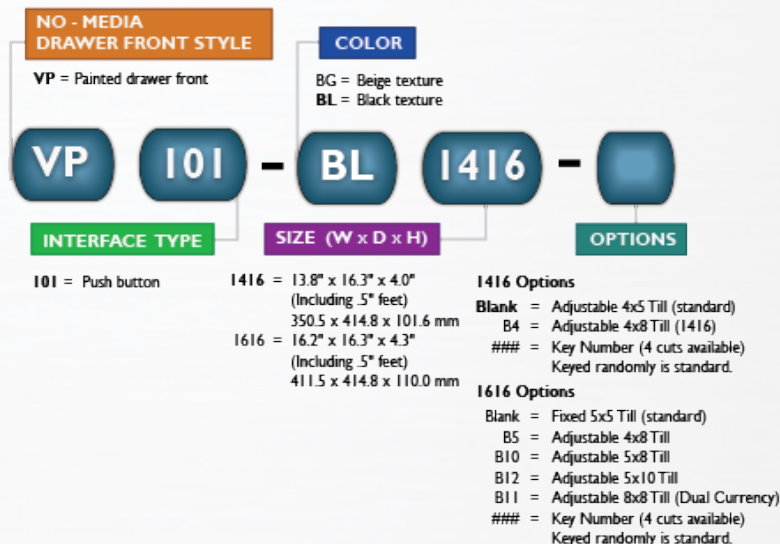 NO - MEDIA
DRAWER FRONT STYLE
VP = Painted drawer front
COLOR
BG = Beige texture
BL = Black texture
VP 101 - BL 1416 -
INTERFACE TYPE
101 = Push button
SIZE (W x D x H)
1416 = 13.8" x 16.3" x 4.0"
(Including .5" feet)
350.5 x 414.8 x 101.6 mm
1616 = 16.2" x 16.3" x 4.3"
(Including .5" feet)
411.5 x 414.8 x 110.0 mm
OPTIONS
1416 Options
Blank = Adjustable 4x5 Till (standard)
B4 = Adjustable 4x8 Till (1416)
### = Key Number (4 cuts available)
Keyed randomly is standard.
1616 Options
Blank = Fixed 5x5 Till (standard)
B5 = Adjustable 4x8 Till
B10 = Adjustable 5x8 Till
B12 = Adjustable 5x10 Till
B11 = Adjustable 8x8 Till (Dual Currency)
### = Key Number (4 cuts available)
Keyed randomly is standard.